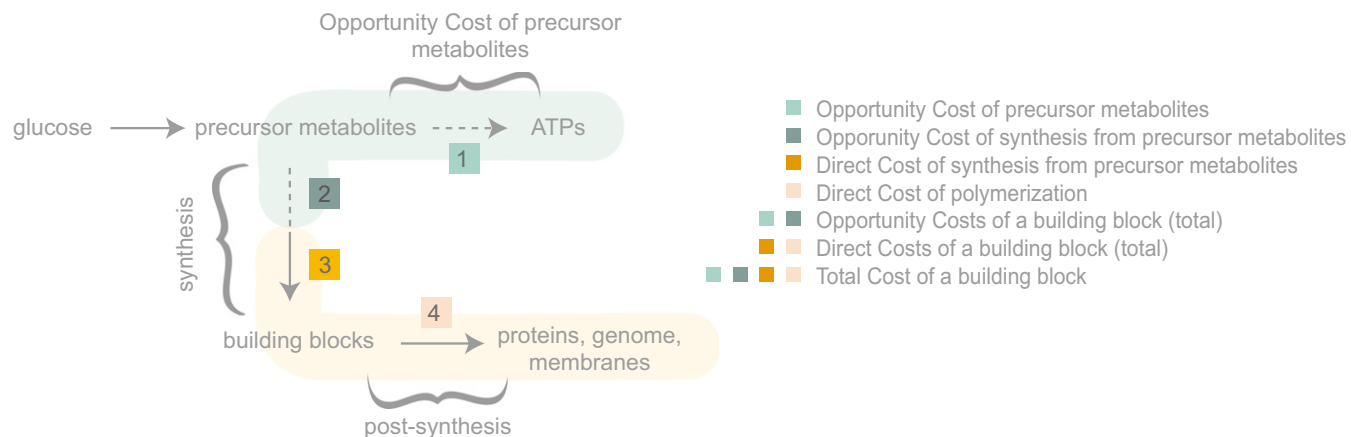 Opportunity Cost of precursor
metabolites
glucose
precursor metabolites
ATPs
1
2
synthesis
3
4
building blocks
proteins, genome,
membranes
post-synthesis
Opportunity Cost of precursor metabolites
Opporunity Cost of synthesis from precursor metabolites
Direct Cost of synthesis from precursor metabolites
Direct Cost of polymerization
Opportunity Costs of a building block (total)
Direct Costs of a building block (total)
Total Cost of a building block